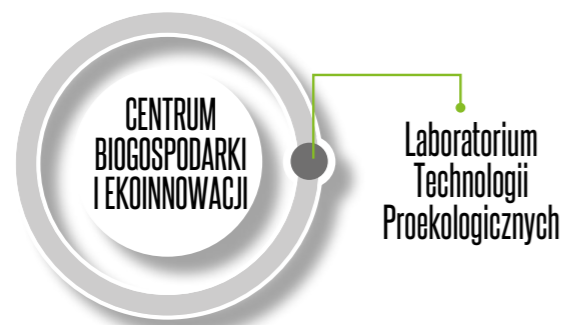 CENTRUM
BIOGOSPODARKI
I EKOINNOWACJI
Laboratorium
Technologii
Proekologicznych